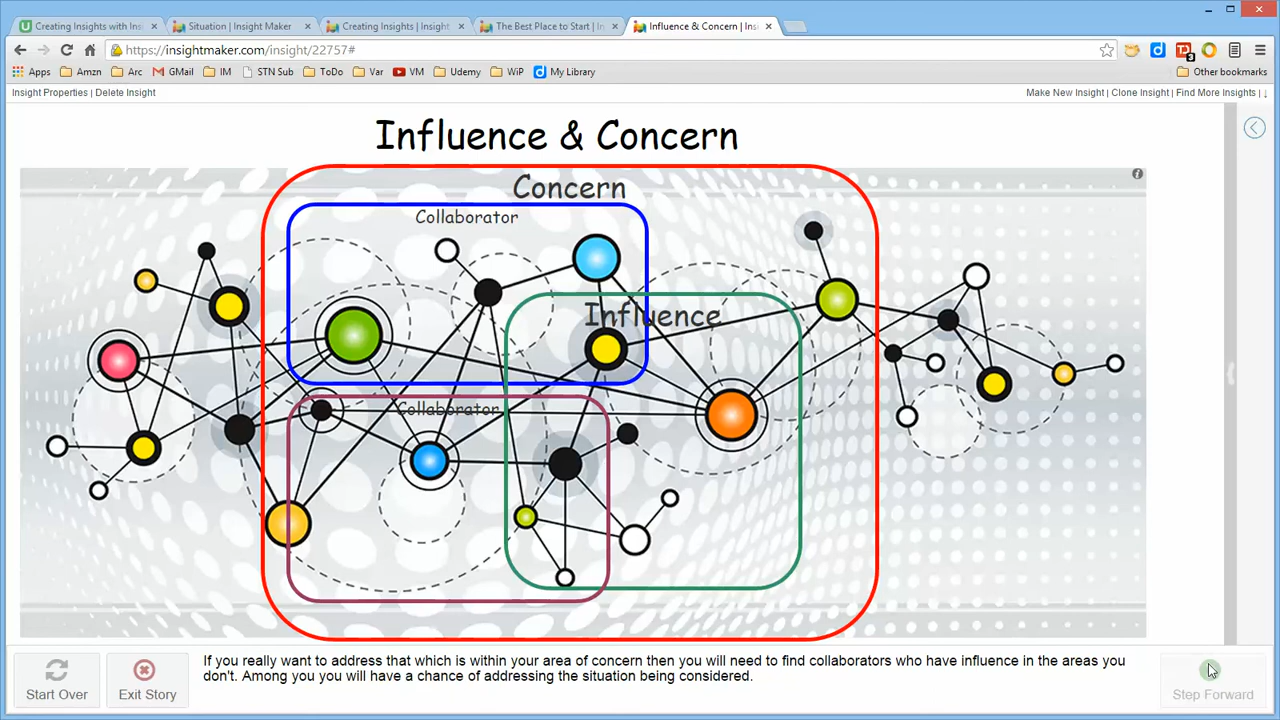 Creating Insights with Insi
Situation | Insight Maker
Creating Insights | Insight
The Best Place to Start | In
Influence & Concern | Ins
https://insightmaker.com/insight/22757#
3
Apps
Amzn
Arc
GMail
IM
STN Sub
ToDo
Var
VM
Udemy
WiP
My Library
Other bookmarks
Insight Properties | Delete Insight
Make New Insight | Clone Insight | Find More Insights | ↓
Influence & Concern
Concern
Collaborator
Influence
Collaborator
If you really want to address that which is within your area of concern then you will need to find collaborators who have influence in the areas you
don't. Among you you will have a chance of addressing the situation being considered.
Start Over
Exit Story
Step Forward